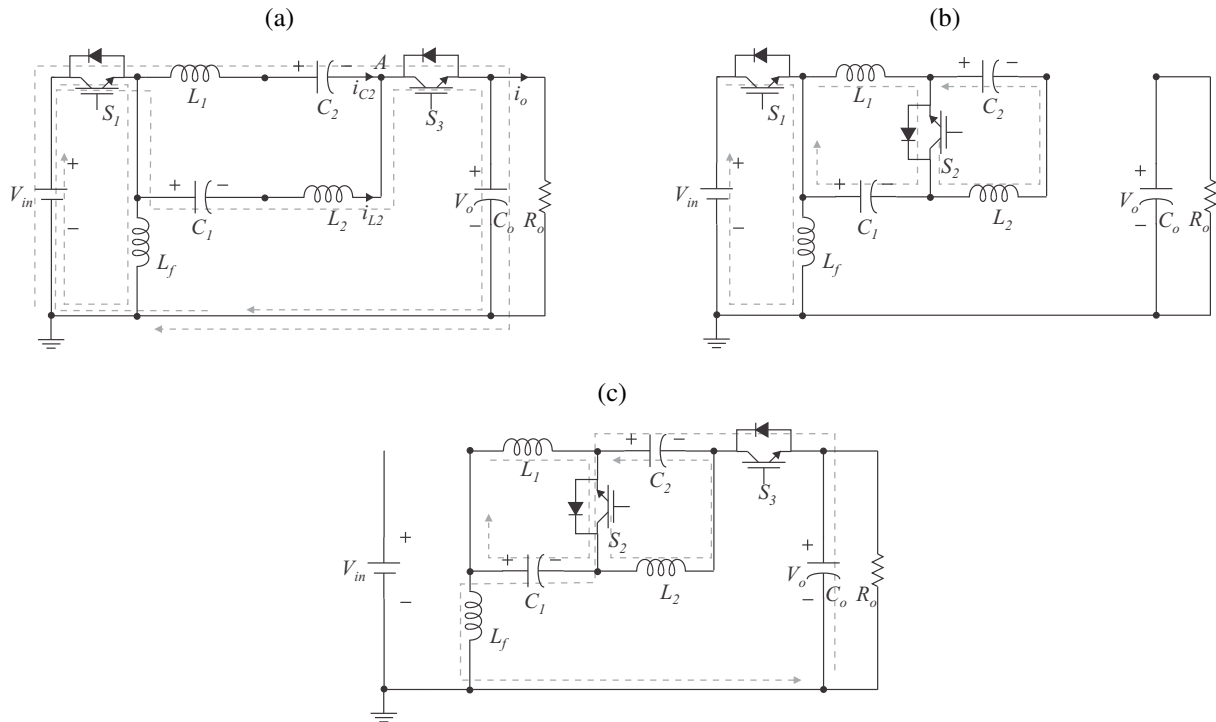 (a)
A
+ −
L1
C2
iC2
S1
S3
io
+
Vin
−
+ −
C1
L2
iL2
+
Vo
−
Co
Ro
Lf
(b)
S1
L1
+ −
C2
S2
+
Vin
−
+ −
C1
L2
Lf
+
Vo
−
Co
Ro
(c)
L1
+ −
C2
S3
S2
+
Vin
−
+ −
C1
L2
+
Vo
−
Co
Ro
Lf